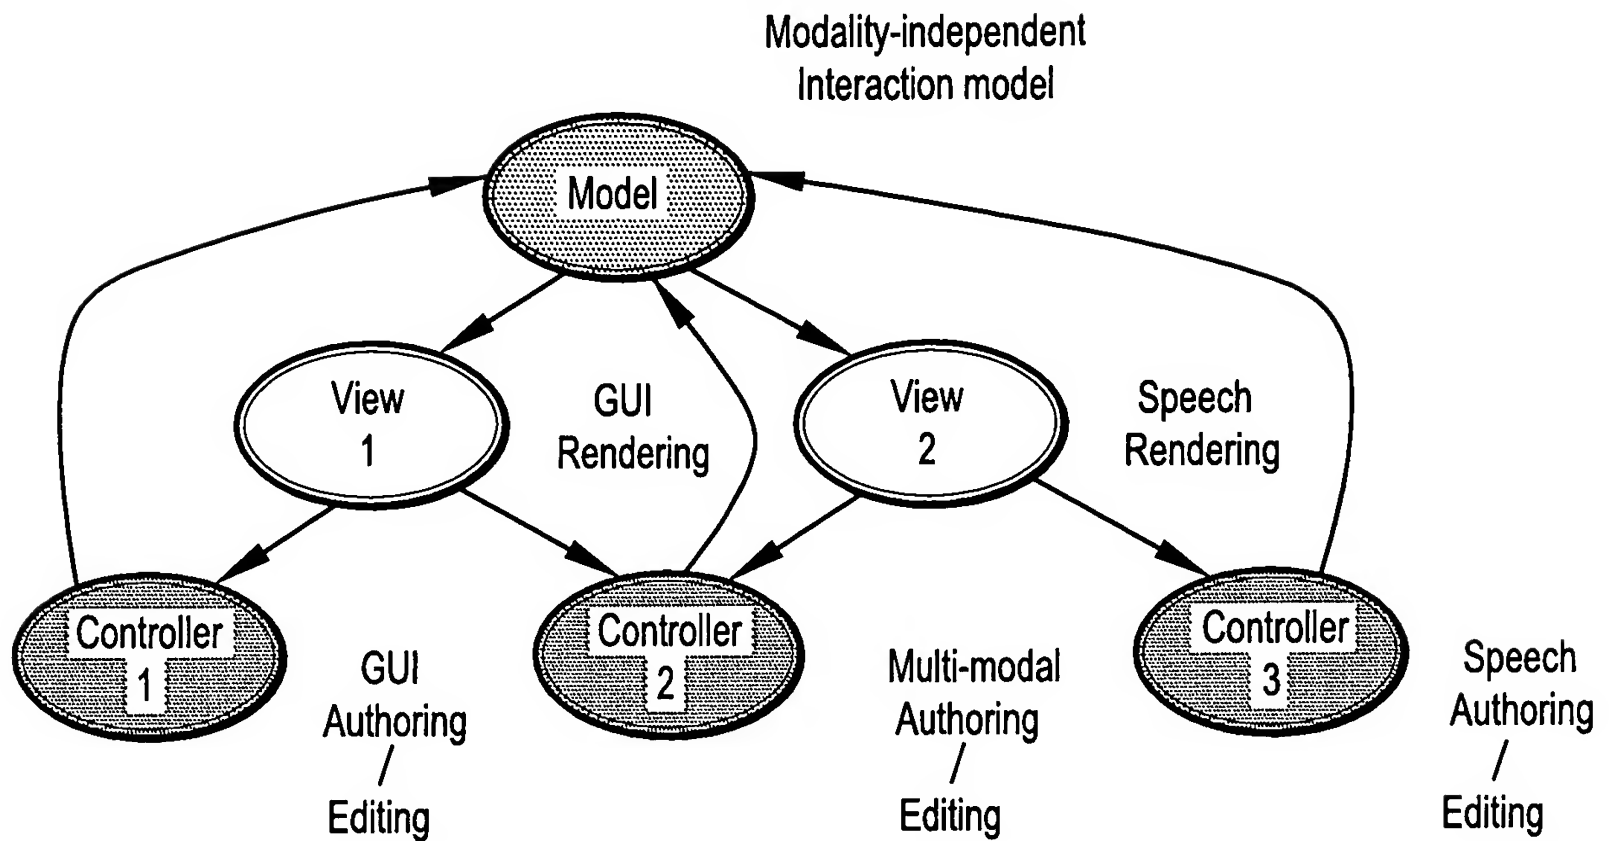 Modality-independent
Interaction model
Model
View
1
GUI
Rendering
View
2
Speech
Rendering
Controller
1
GUI
Authoring
/
Editing
Controller
2
Multi-modal
Authoring
/
Editing
Controller
3
Speech
Authoring
/
Editing